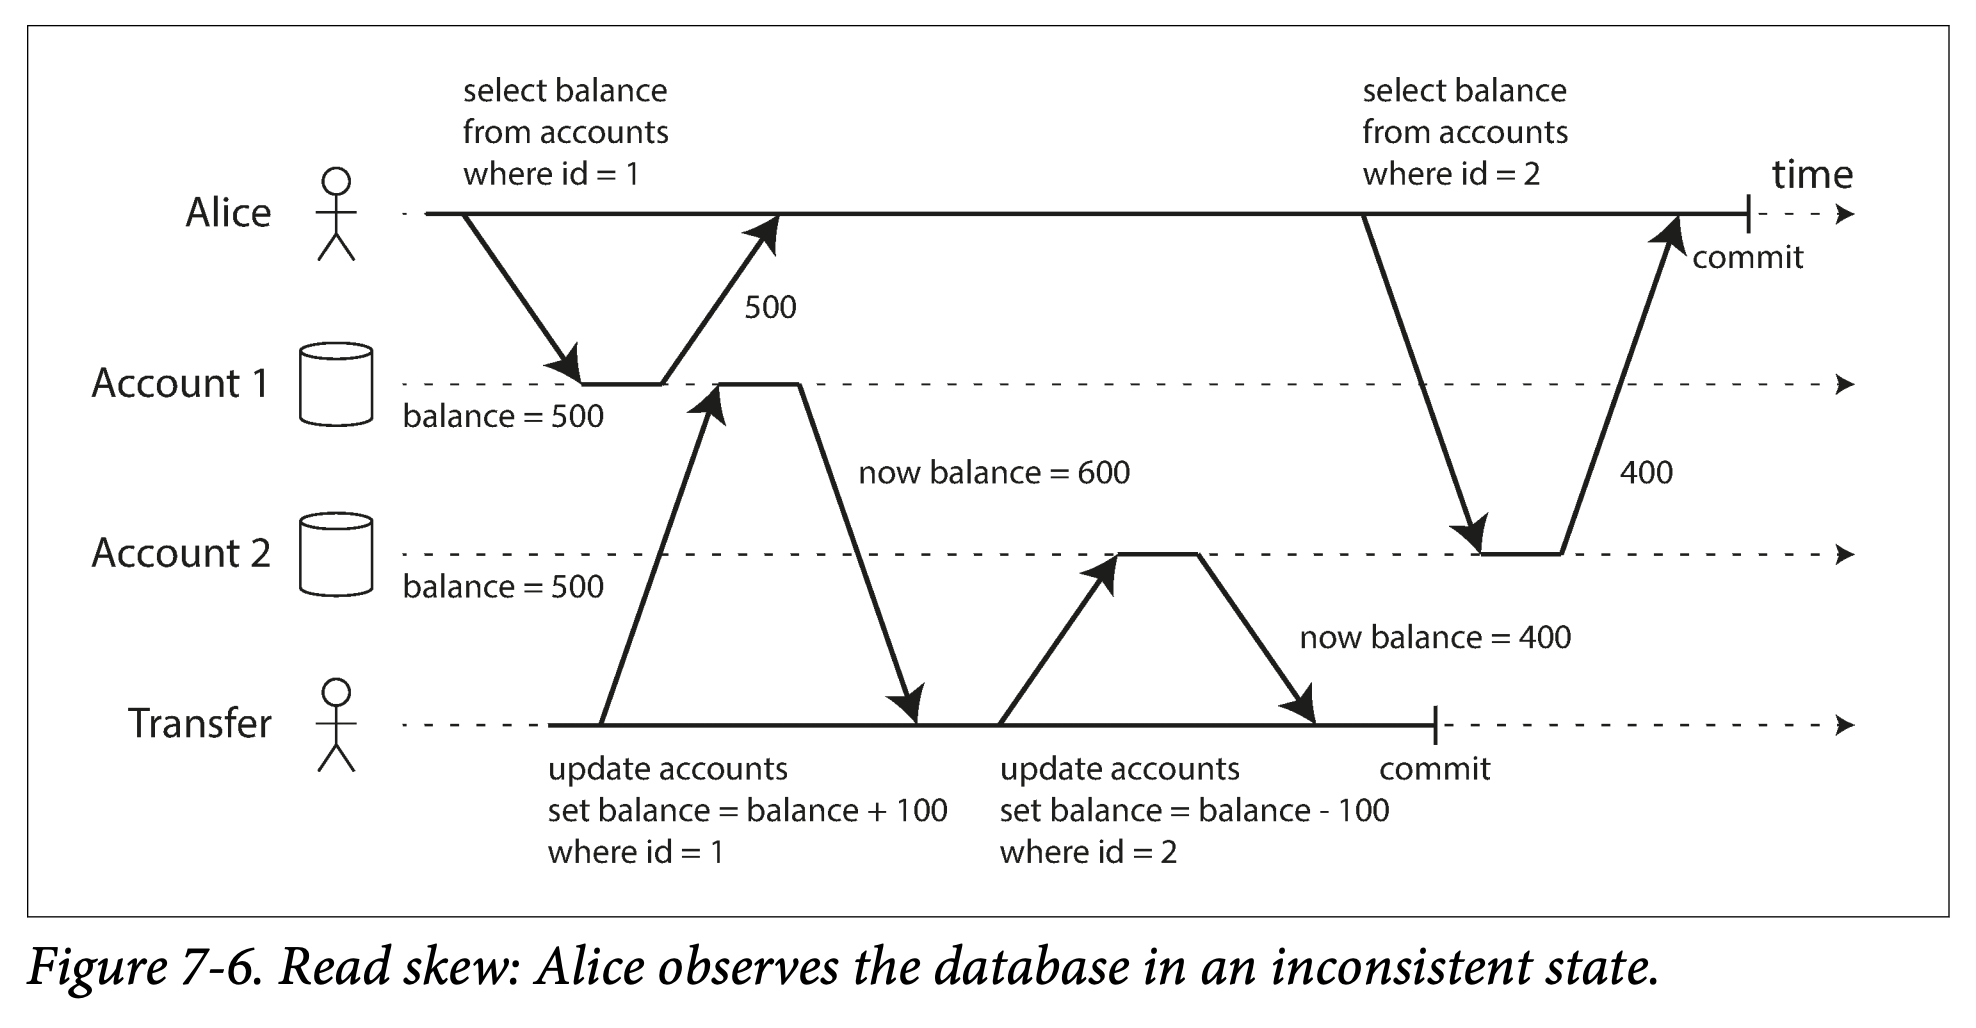 select balance
from accounts
where id = 1
select balance
from accounts
where id = 2
time
Alice
commit
500
Account 1
balance = 500
now balance = 600
400
Account 2
balance = 500
now balance = 400
Transfer
update accounts
set balance = balance + 100
where id = 1
update accounts
set balance = balance - 100
where id = 2
commit
Figure 7-6. Read skew: Alice observes the database in an inconsistent state.